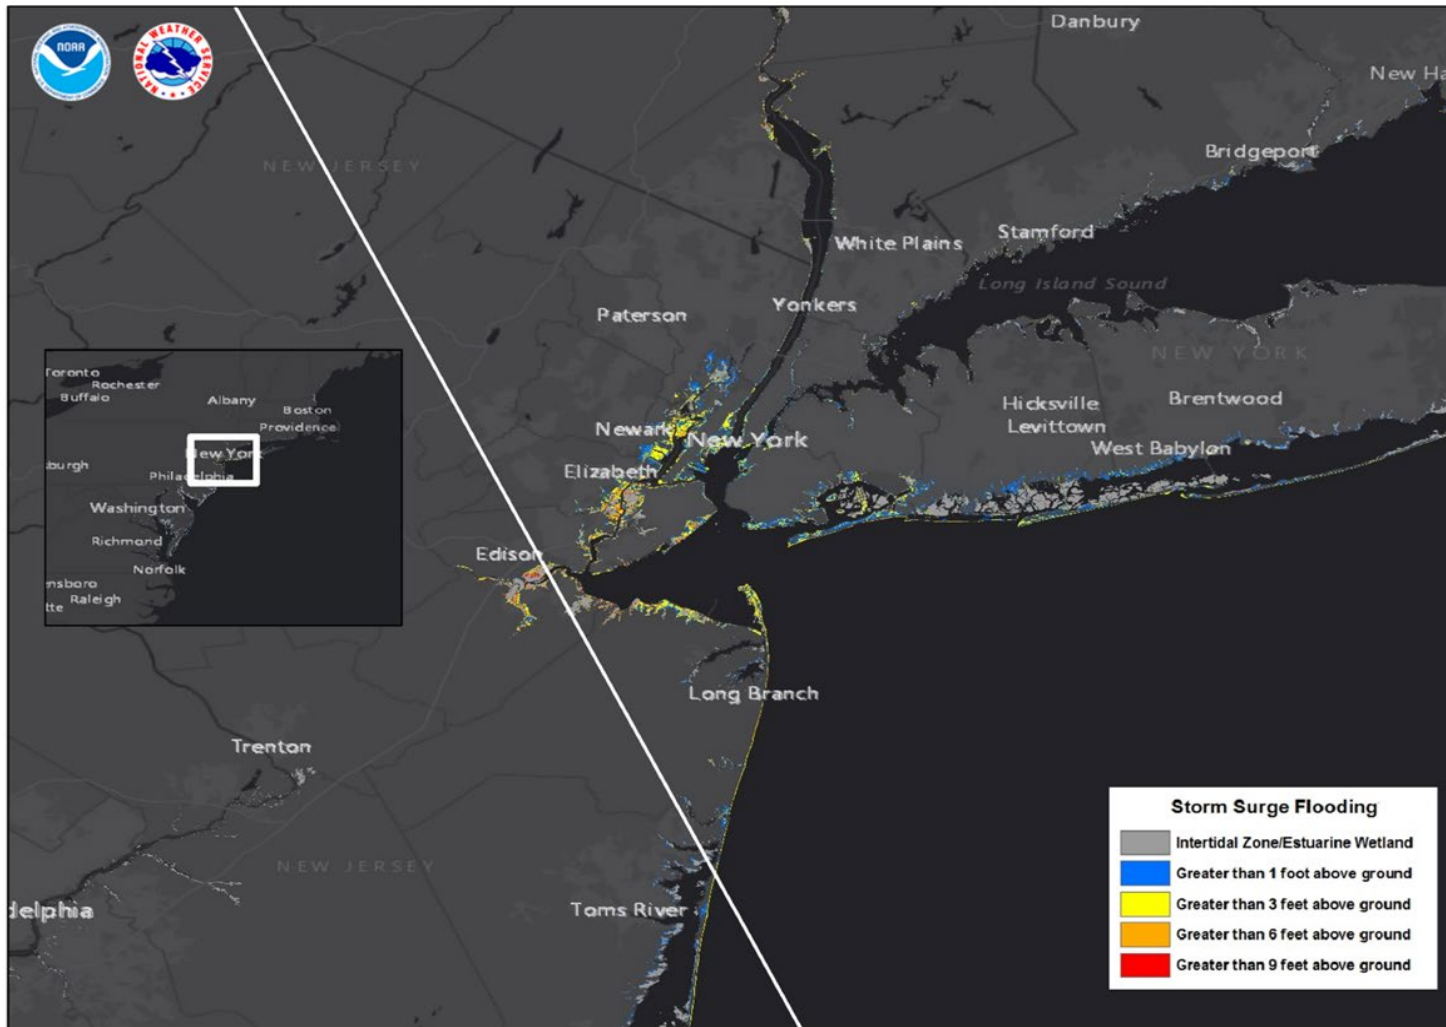 NOAA
NATIONAL WEATHER SERVICE
Danbury
New Ha
NEW JERSEY
Bridgeport
White Plains
Stamford
Long Island Sound
Paterson
Yonkers
NEW YORK
Toronto
Rochester
Buffalo
Albany
Boston
Providence
New York
burgh
Philadelphia
Washington
Richmond
Norfolk
nsboro
Raleigh
tte
Hicksville
Levittown
Brentwood
Newark
New York
West Babylon
Elizabeth
Edison
Long Branch
Trenton
NEW JERSEY
Toms River
delphia
Storm Surge Flooding
Intertidal Zone/Estuarine Wetland
Greater than 1 foot above ground
Greater than 3 feet above ground
Greater than 6 feet above ground
Greater than 9 feet above ground